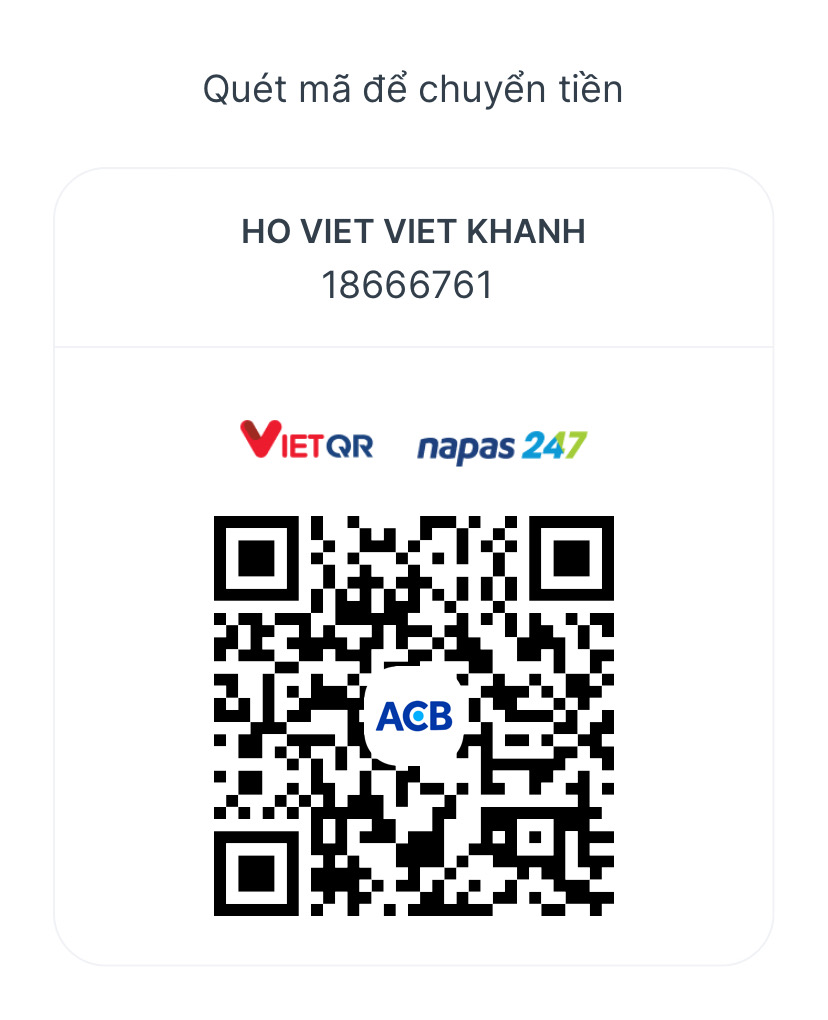 Quét mã để chuyển tiền
HO VIET VIET KHANH
18666761
VIETQR napas 247
ACB